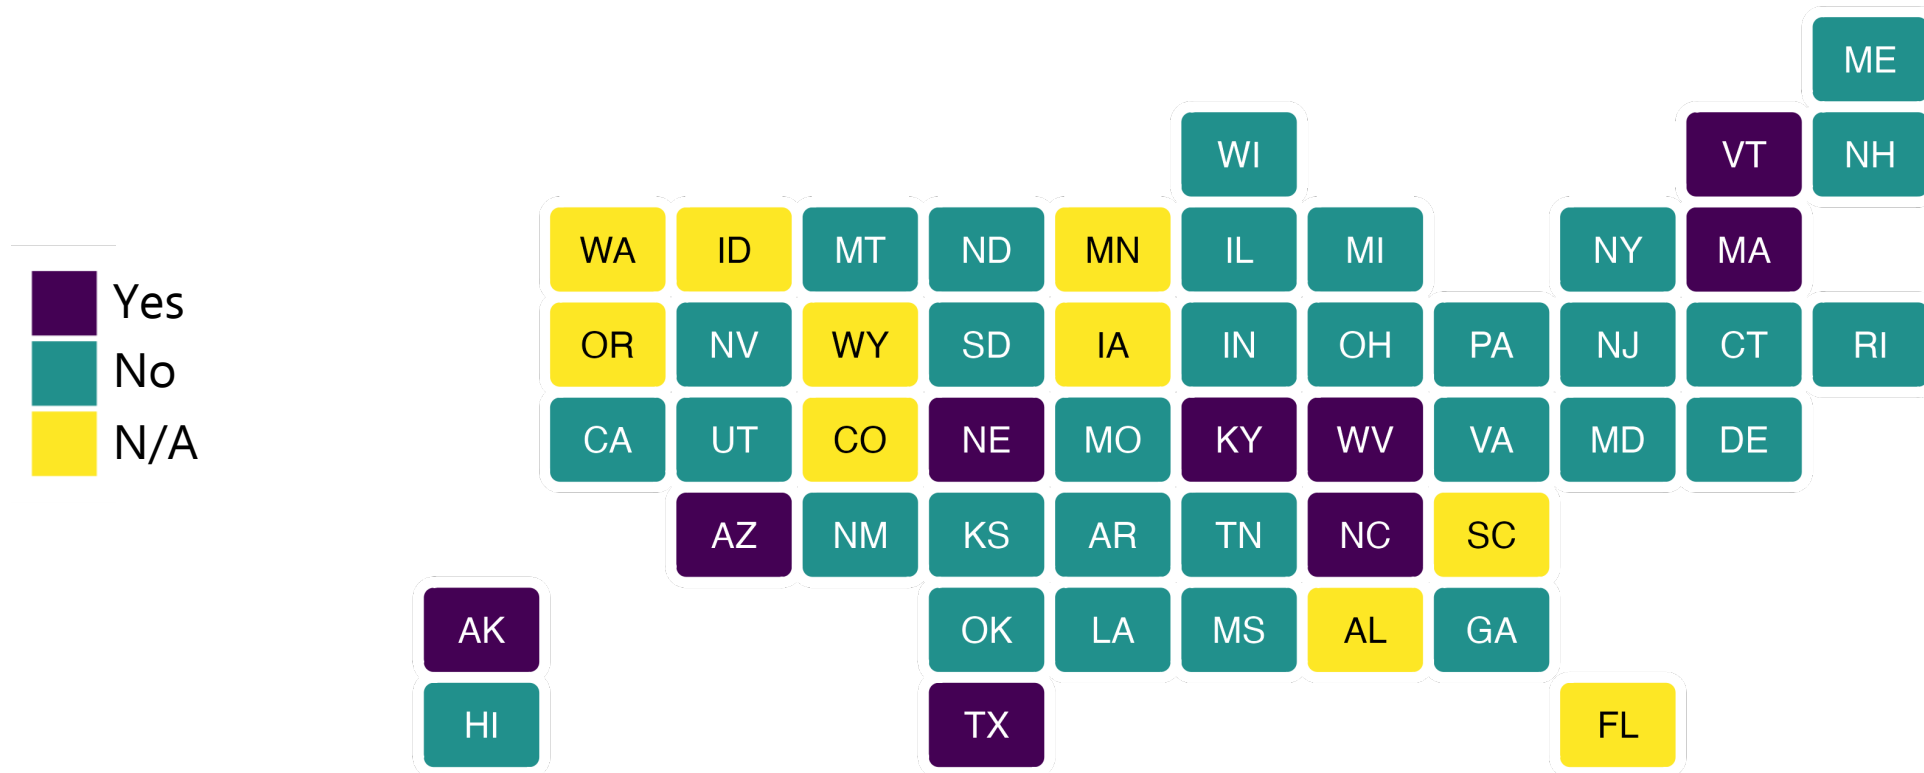 ME
WI VT NH
WA ID MT ND MN IL MI NY MA
Yes
OR NV WY SD IA IN OH PA NJ CT RI
No
CA UT CO NE MO KY WV VA MD DE
N/A
AZ NM KS AR TN NC SC
AK OK LA MS AL GA
HI TX FL